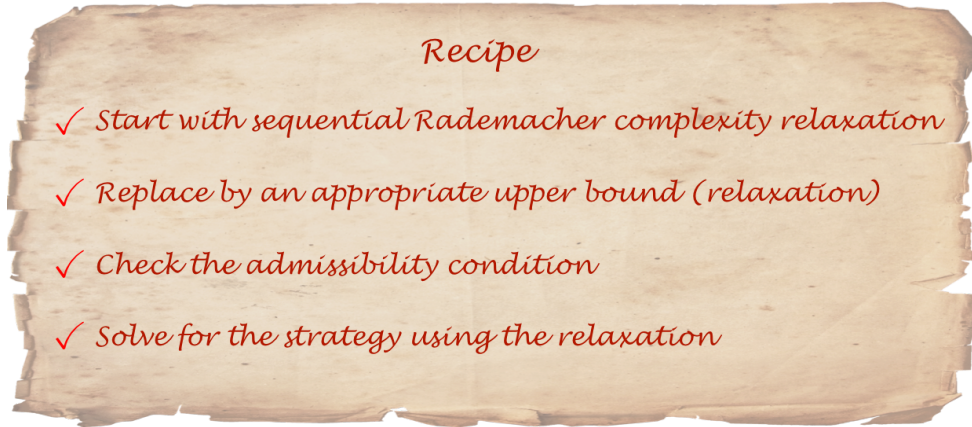 Recipe
✓ Start with sequential Rademacher complexity relaxation
✓ Replace by an appropriate upper bound (relaxation)
✓ Check the admissibility condition
✓ Solve for the strategy using the relaxation